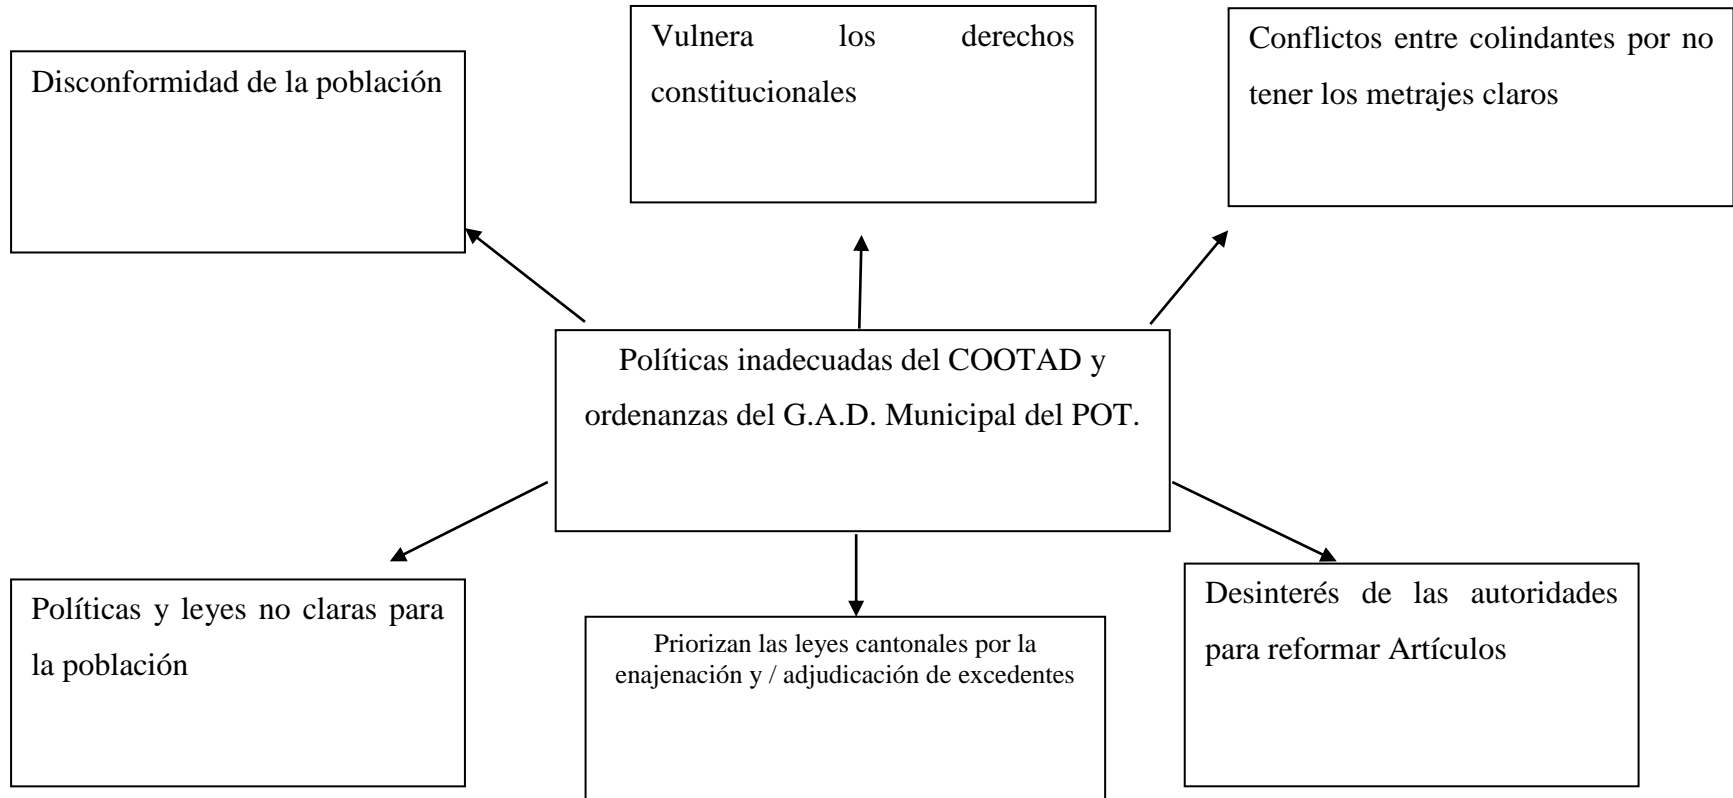 Disconformidad de la población
Vulnera los derechos
constitucionales
Conflictos entre colindantes por no
tener los metrajes claros
Políticas inadecuadas del COOTAD y
ordenanzas del G.A.D. Municipal del POT.
Políticas y leyes no claras para
la población
Priorizan las leyes cantonales por la
enajenación y / adjudicación de excedentes
Desinterés de las autoridades
para reformar Artículos